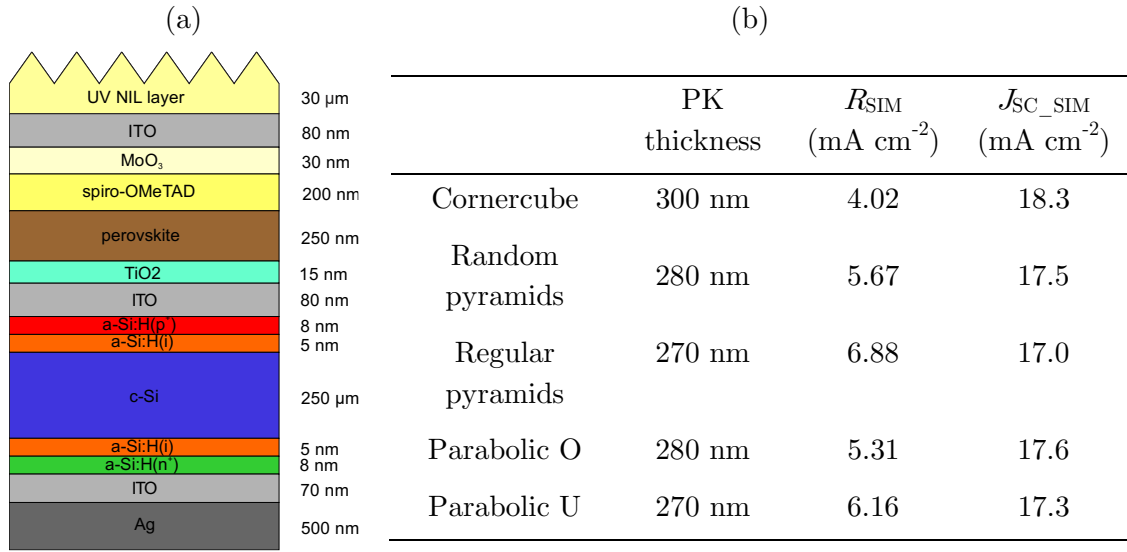 (a)
UV NIL layer 30 µm
ITO 80 nm
MoO₃ 30 nm
spiro-OMeTAD 200 nm
perovskite 250 nm
TiO2 15 nm
ITO 80 nm
a-Si:H(p⁺) 8 nm
a-Si:H(i) 5 nm
c-Si 250 µm
a-Si:H(i) 5 nm
a-Si:H(n⁺) 8 nm
ITO 70 nm
Ag 500 nm
(b)
PK R_SIM J_SC_SIM
thickness (mA cm⁻²) (mA cm⁻²)
Cornercube 300 nm 4.02 18.3
Random
pyramids 280 nm 5.67 17.5
Regular 270 nm 6.88 17.0
pyramids
Parabolic O 280 nm 5.31 17.6
Parabolic U 270 nm 6.16 17.3